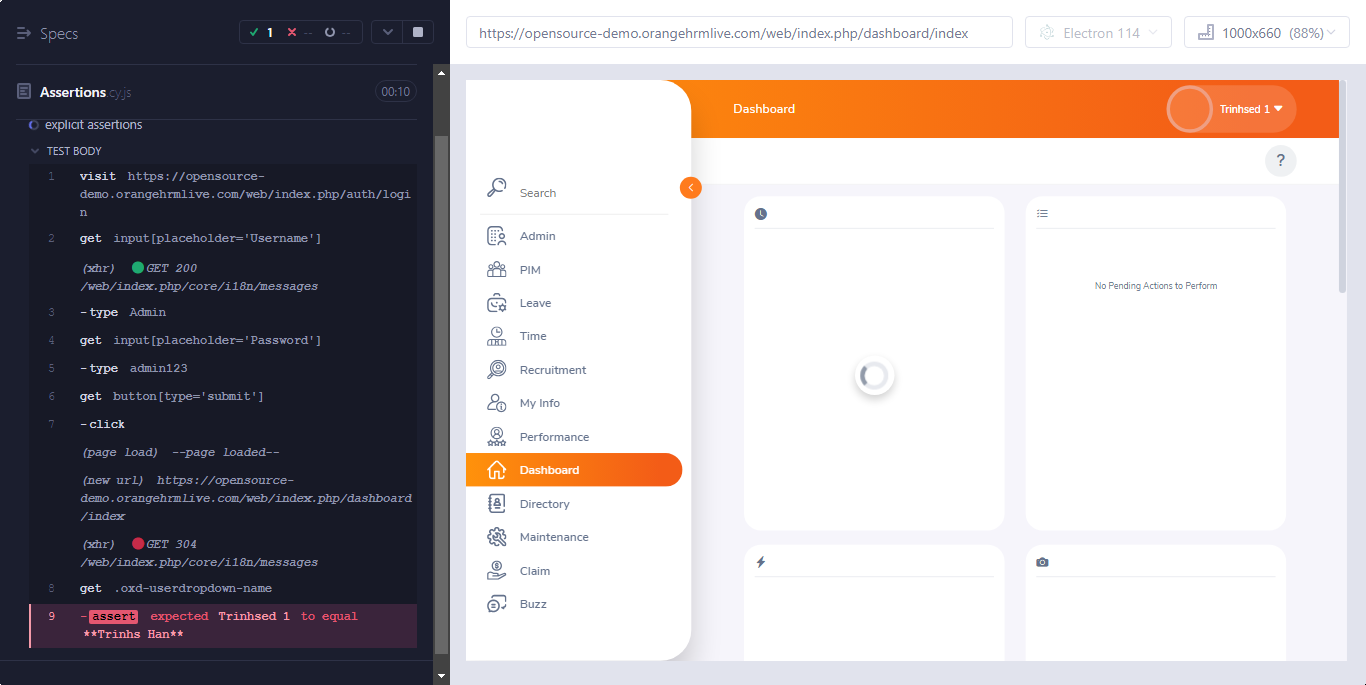 Specs
1
--
--
https://opensource-demo.orangehrmlive.com/web/index.php/dashboard/index
Electron 114
1000x660 (88%)
Assertions.cy.js
00:10
explicit assertions
TEST BODY
1 visit https://opensource-
demo.orangehrmlive.com/web/index.php/auth/logi
n
2 get input[placeholder='Username']
(xhr) GET 200
/web/index.php/core/i18n/messages
3 -type Admin
4 get input[placeholder='Password']
5 -type admin123
6 get button[type='submit']
7 -click
(page load) --page loaded--
(new url) https://opensource-
demo.orangehrmlive.com/web/index.php/dashboard
/index
(xhr) GET 304
/web/index.php/core/i18n/messages
8 get .oxd-userdropdown-name
9 -assert expected Trinhsed 1 to equal
**Trinhs Han**
Dashboard
Trinhsed 1
?
Search
Admin
PIM
Leave
Time
Recruitment
My Info
Performance
Dashboard
Directory
Maintenance
Claim
Buzz
No Pending Actions to Perform